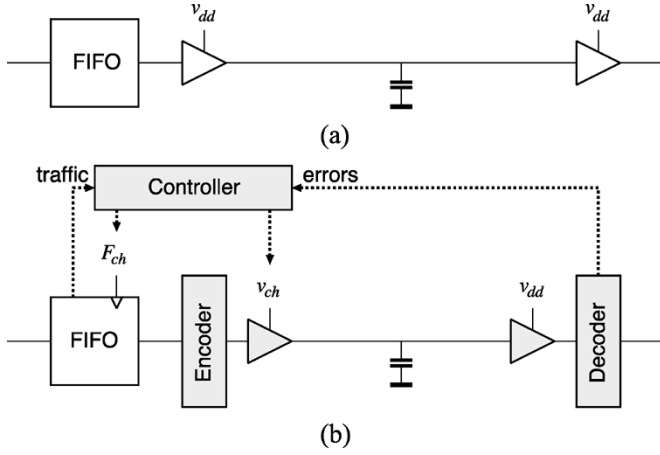 v_dd v_dd
FIFO
(a)
traffic Controller errors
F_ch
v_ch v_dd
FIFO Encoder Decoder
(b)